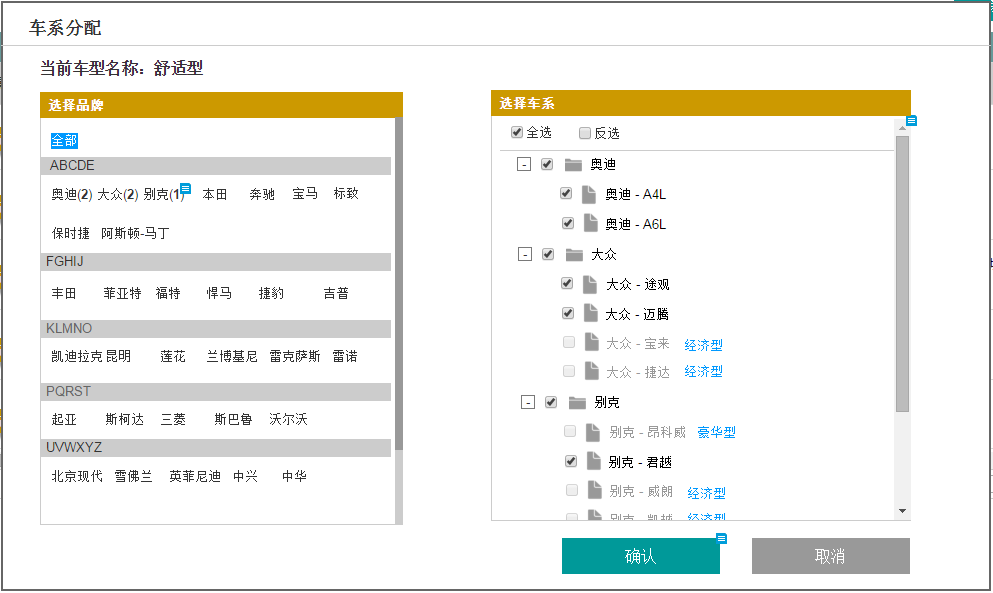 车系分配
当前车型名称：舒适型
选择品牌
全部
ABCDE
奥迪(2) 大众(2) 别克(1) 本田 奔驰 宝马 标致
保时捷 阿斯顿-马丁
FGHIJ
丰田 菲亚特 福特 悍马 捷豹 吉普
KLMNO
凯迪拉克 昆明 莲花 兰博基尼 雷克萨斯 雷诺
PQRST
起亚 斯柯达 三菱 斯巴鲁 沃尔沃
UVWXYZ
北京现代 雪佛兰 英菲尼迪 中兴 中华
选择车系
全选 反选
奥迪
奥迪 - A4L
奥迪 - A6L
大众
大众 - 途观
大众 - 迈腾
大众 - 宝来 经济型
大众 - 捷达 经济型
别克
别克 - 昂科威 豪华型
别克 - 君越
别克 - 威朗 经济型
别克 - 凯越 经济型
确认 取消